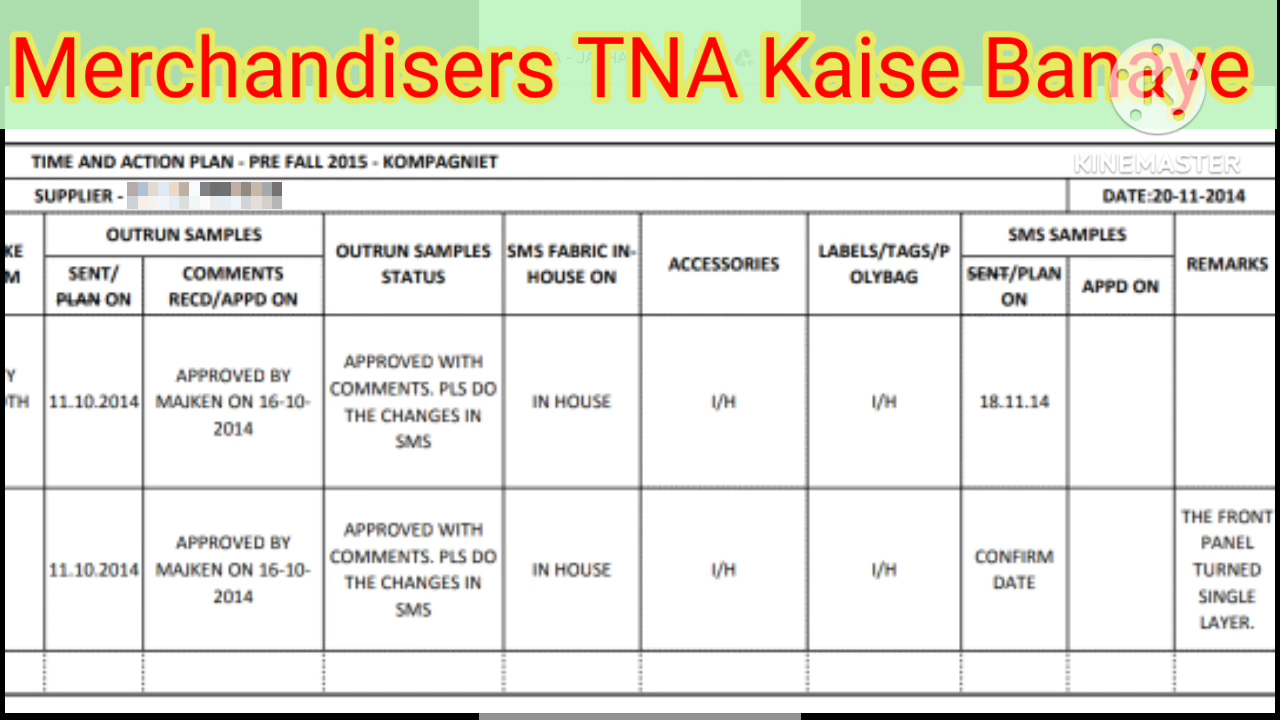 Merchandisers TNA Kaise Banaye
K
KINEMASTER
TIME AND ACTION PLAN - PRE FALL 2015 - KOMPAGNIET
SUPPLIER -
DATE:20-11-2014
KE
M
OUTRUN SAMPLES
SENT/
PLAN ON
COMMENTS
RECD/APPD ON
OUTRUN SAMPLES
STATUS
SMS FABRIC IN-
HOUSE ON
ACCESSORIES
LABELS/TAGS/P
OLYBAG
SMS SAMPLES
SENT/PLAN
ON
APPD ON
REMARKS
Y
TH
11.10.2014
APPROVED BY
MAJKEN ON 16-10-
2014
APPROVED WITH
COMMENTS. PLS DO
THE CHANGES IN
SMS
IN HOUSE
I/H
I/H
18.11.14
11.10.2014
APPROVED BY
MAJKEN ON 16-10-
2014
APPROVED WITH
COMMENTS. PLS DO
THE CHANGES IN
SMS
IN HOUSE
I/H
I/H
CONFIRM
DATE
THE FRONT
PANEL
TURNED
SINGLE
LAYER.